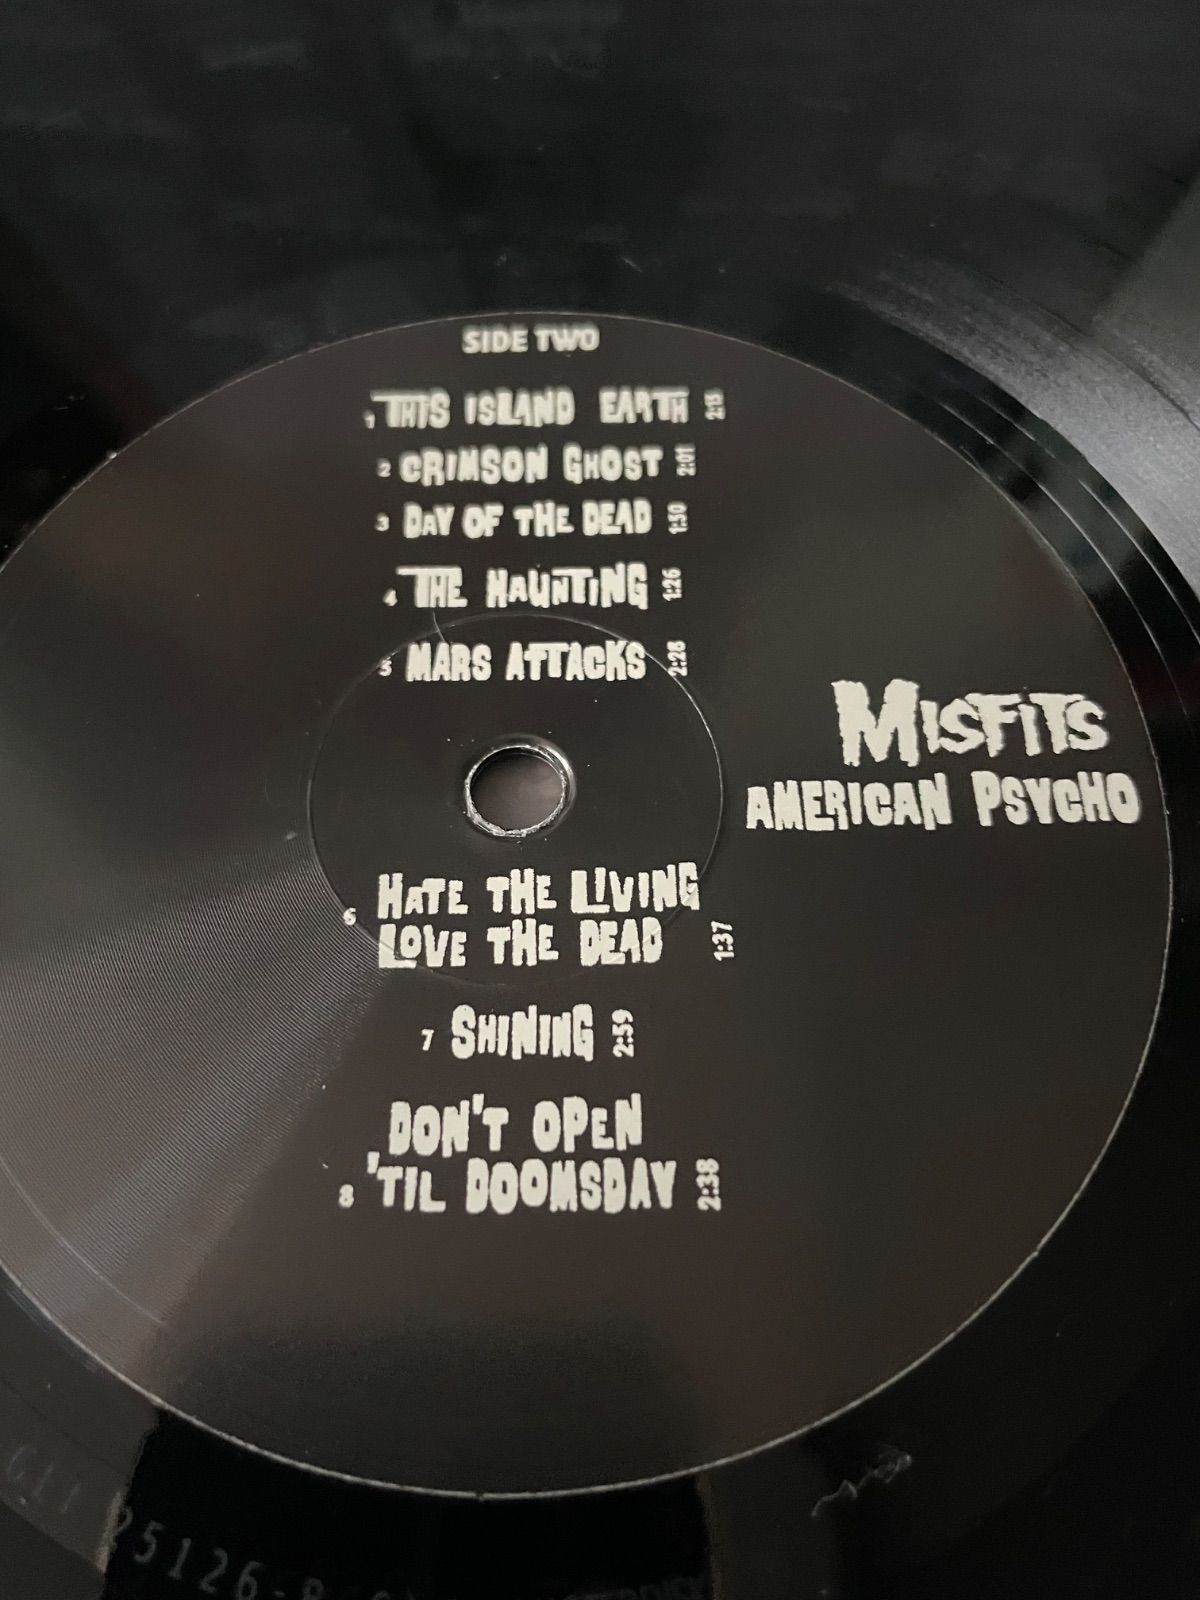 SIDE TWO
1 THIS ISLAND EARTH 2:15
2 CRIMSON GHOST 2:01
3 DAY OF THE DEAD 1:30
4 THE HAUNTING 1:26
5 MARS ATTACKS 2:28
MISFITS
AMERICAN PSYCHO
6 HATE THE LIVING
LOVE THE DEAD 1:37
7 SHINING 2:59
DON'T OPEN
8 'TIL DOOMSDAY 2:38
25126-B